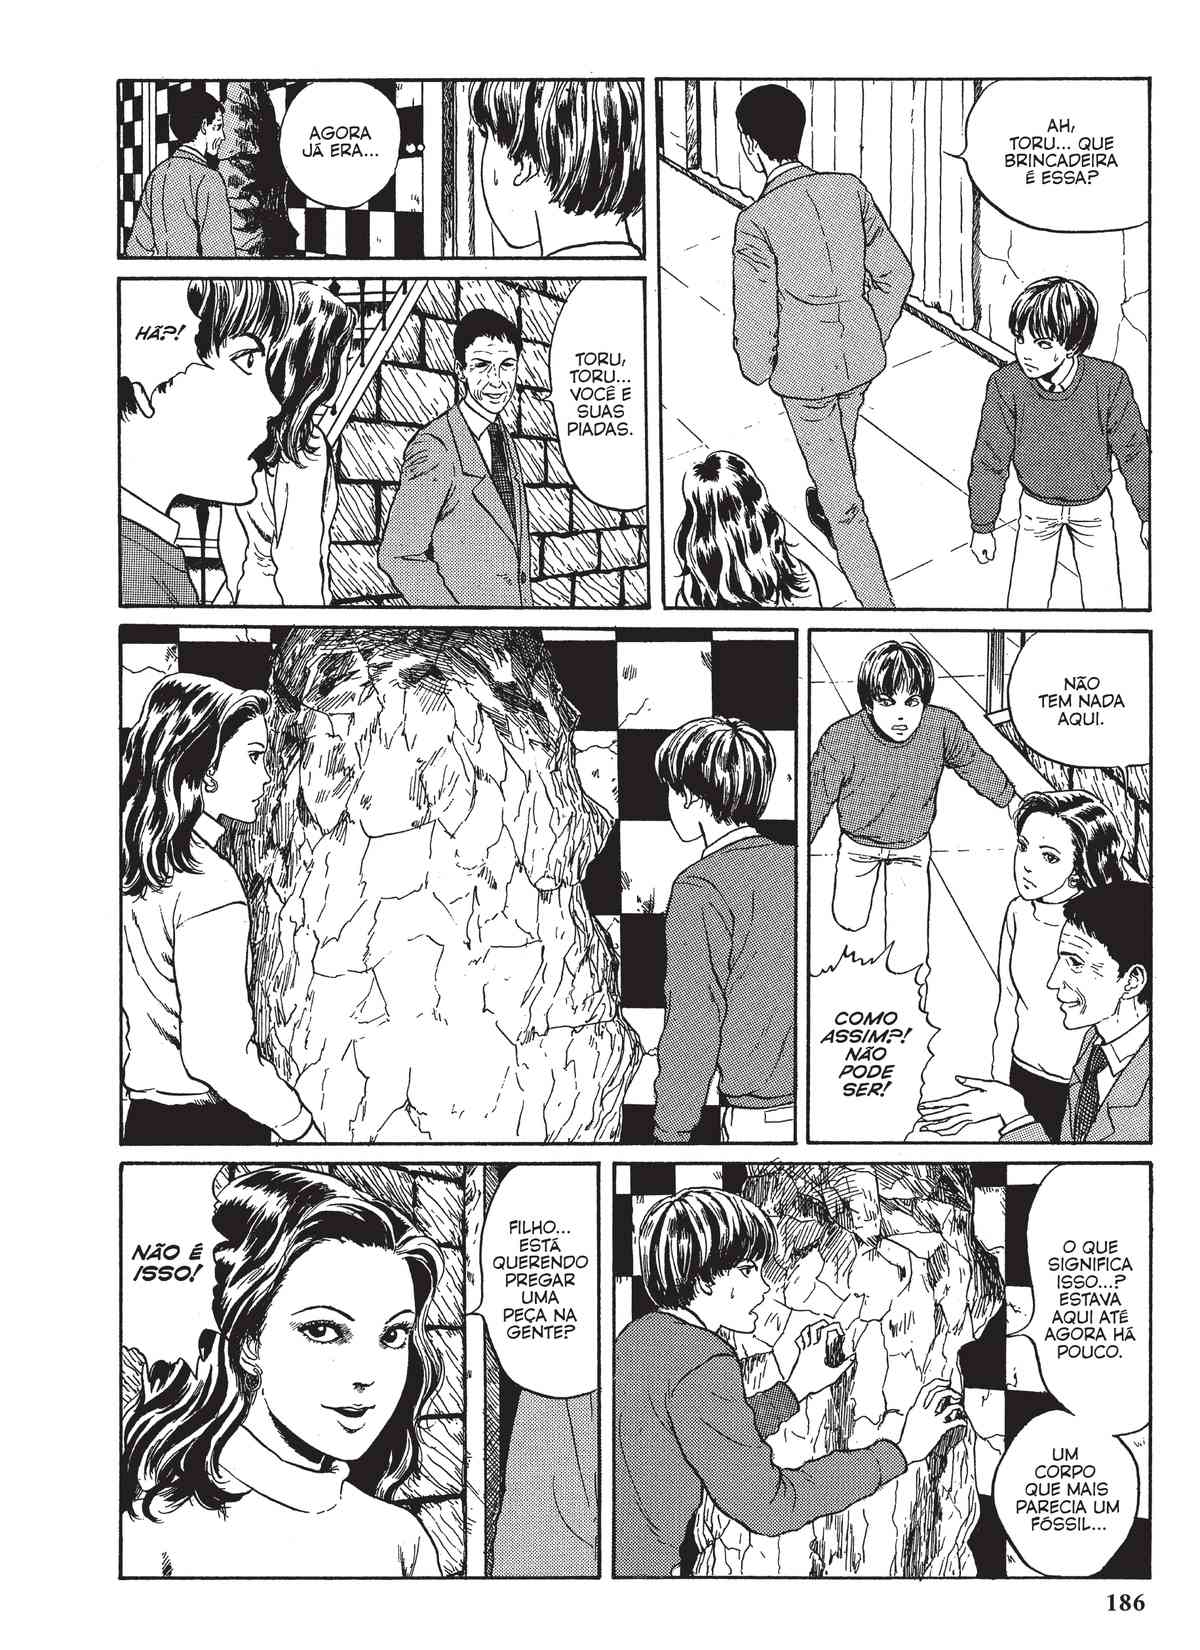 AH,
TORU... QUE
BRINCADEIRA
É ESSA?
AGORA
JÁ ERA...
TORU,
TORU...
VOCÊ E
SUAS
PIADAS.
HÃ?!
NÃO
TEM NADA
AQUI.
COMO
ASSIM?!
NÃO
PODE
SER!
O QUE
SIGNIFICA
ISSO...?
ESTAVA
AQUI ATÉ
AGORA HÁ
POUCO.
UM
CORPO
QUE MAIS
PARECIA UM
FÓSSIL...
FILHO...
ESTÁ
QUERENDO
PREGAR
UMA
PEÇA NA
GENTE?
NÃO É
ISSO!
186